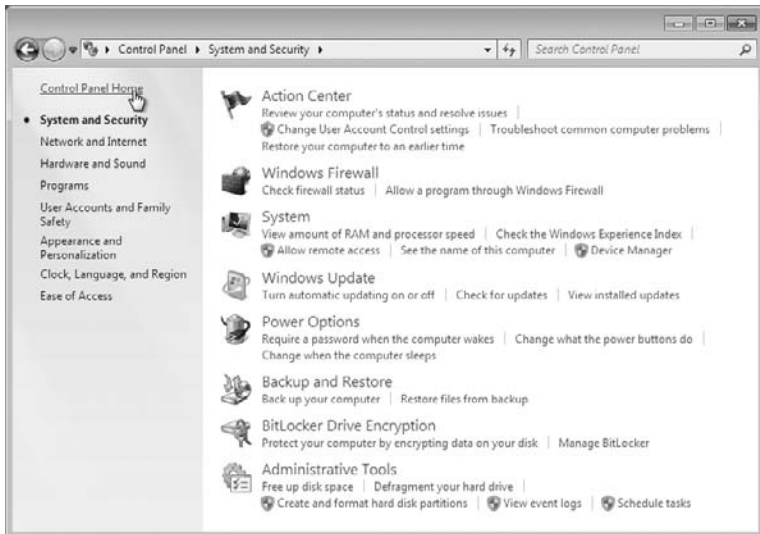 Control Panel System and Security Search Control Panel
Control Panel Home
System and Security
Network and Internet
Hardware and Sound
Programs
User Accounts and Family
Safety
Appearance and
Personalization
Clock, Language, and Region
Ease of Access
Action Center
Review your computer's status and resolve issues
Change User Account Control settings Troubleshoot common computer problems
Restore your computer to an earlier time
Windows Firewall
Check firewall status Allow a program through Windows Firewall
System
View amount of RAM and processor speed Check the Windows Experience Index
Allow remote access See the name of this computer Device Manager
Windows Update
Turn automatic updating on or off Check for updates View installed updates
Power Options
Require a password when the computer wakes Change what the power buttons do
Change when the computer sleeps
Backup and Restore
Back up your computer Restore files from backup
BitLocker Drive Encryption
Protect your computer by encrypting data on your disk Manage BitLocker
Administrative Tools
Free up disk space Defragment your hard drive
Create and format hard disk partitions View event logs Schedule tasks